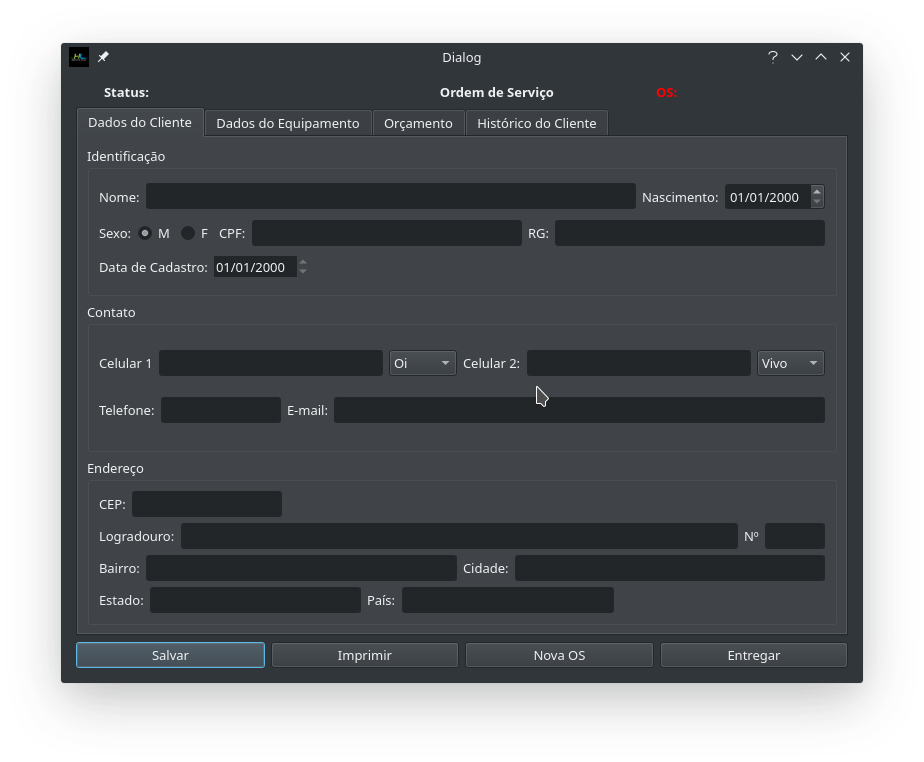 Dialog
Status: Ordem de Serviço OS:
Dados do Cliente Dados do Equipamento Orçamento Histórico do Cliente
Identificação
Nome: Nascimento: 01/01/2000
Sexo: M F CPF: RG:
Data de Cadastro: 01/01/2000
Contato
Celular 1 Oi Celular 2: Vivo
Telefone: E-mail:
Endereço
CEP:
Logradouro: Nº
Bairro: Cidade:
Estado: País:
Salvar Imprimir Nova OS Entregar